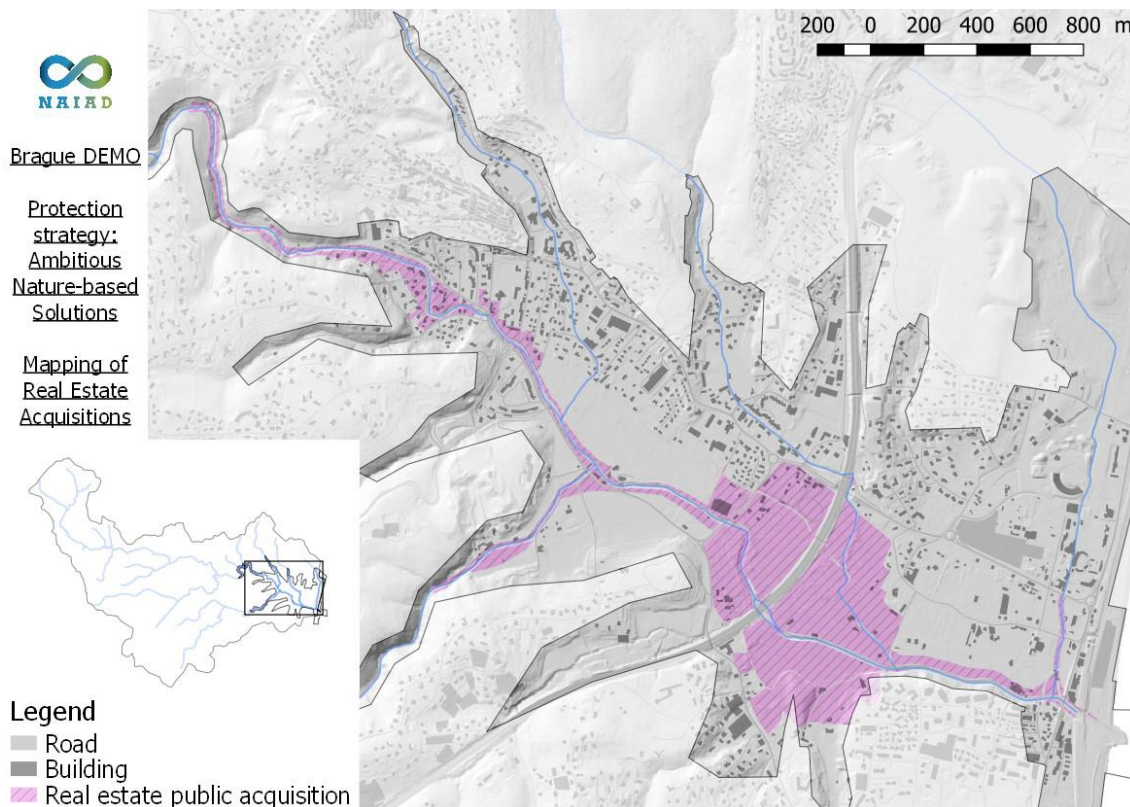 200 0 200 400 600 800 m
NAIAD
Brague DEMO
Protection
strategy:
Ambitious
Nature-based
Solutions
Mapping of
Real Estate
Acquisitions
Legend
Road
Building
Real estate public acquisition